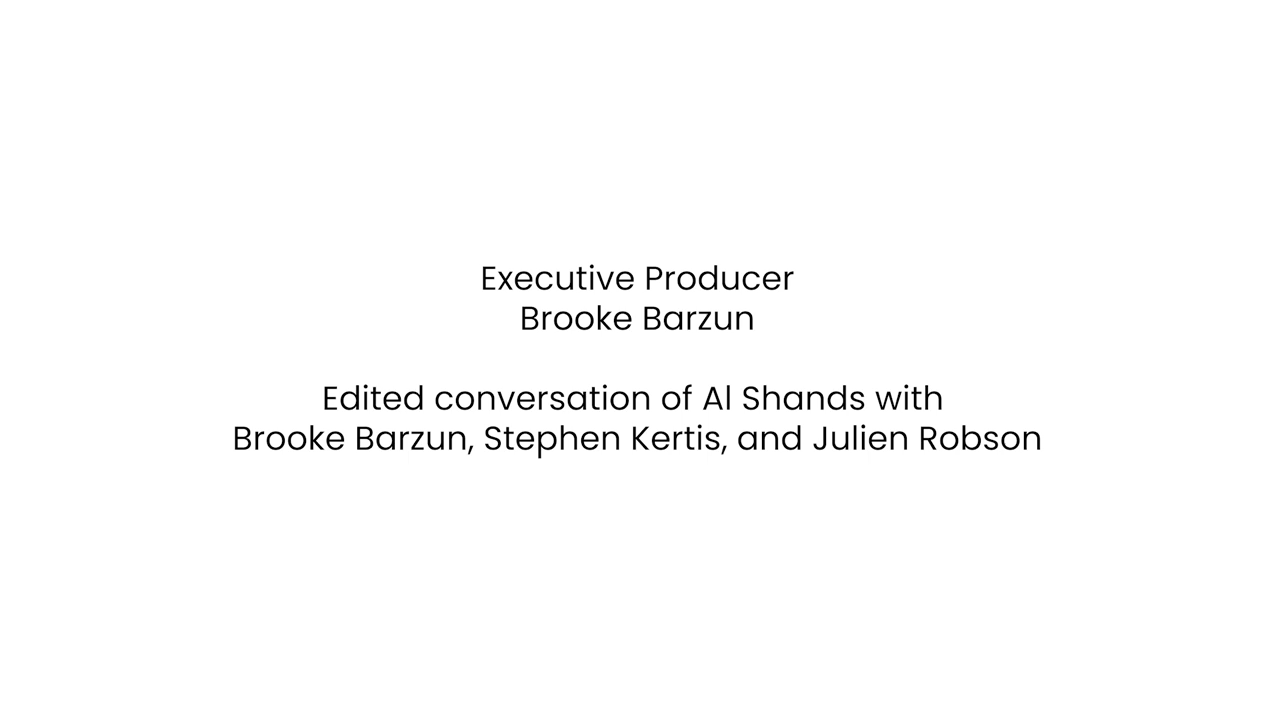 Executive Producer
Brooke Barzun
Edited conversation of Al Shands with
Brooke Barzun, Stephen Kertis, and Julien Robson